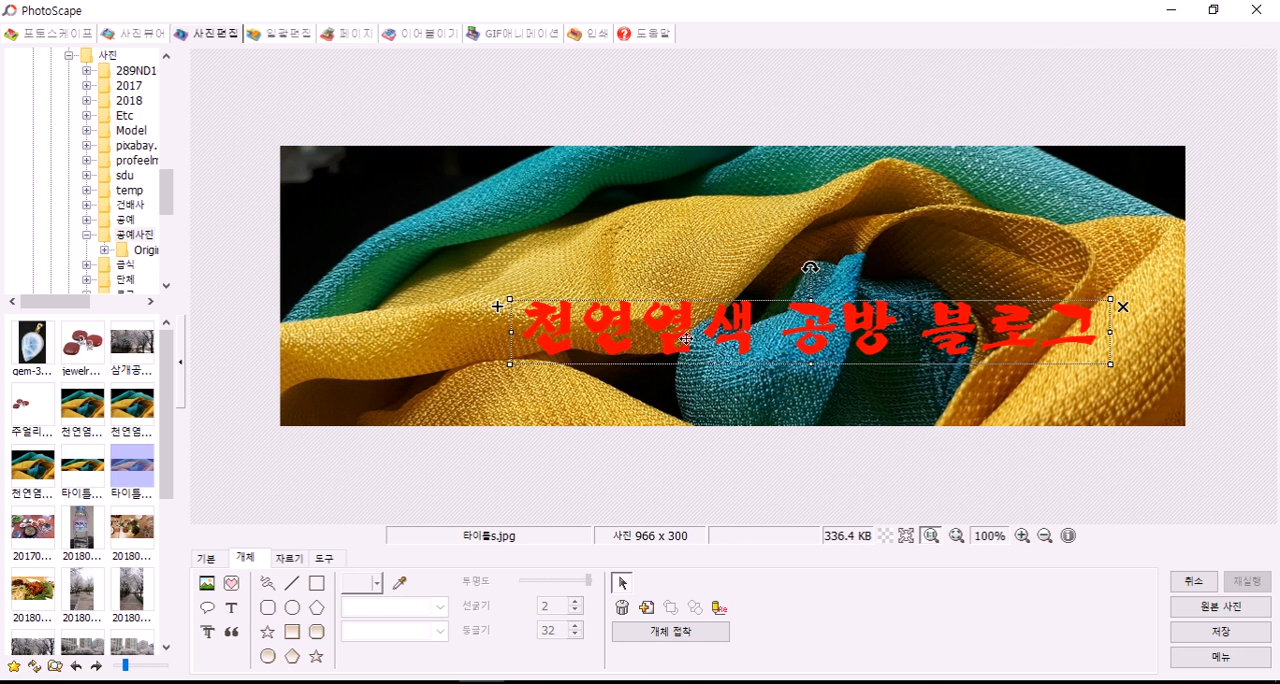 PhotoScape
포토스케이프 사진뷰어 사진편집 일괄편집 페이지 이어붙이기 GIF애니메이션 인쇄 도움말
사진
289ND1
2017
2018
Etc
Model
pixabay.
profeelm
sdu
temp
건배사
공예
공예사진
Origi
급식
단체
gem-3... jewelr... 삼개공...
주얼리... 천연염... 천연염...
천연염... 타이틀... 타이틀...
20170... 20180... 20180...
20180... 20180... 20180...
천연염색 공방 블로그
타이틀s.jpg 사진 966 x 300 336.4 KB 100%
기본 개체 자르기 도구
투명도
선굵기 2
둥글기 32
개체 접착
취소 재실행
원본 사진
저장
메뉴